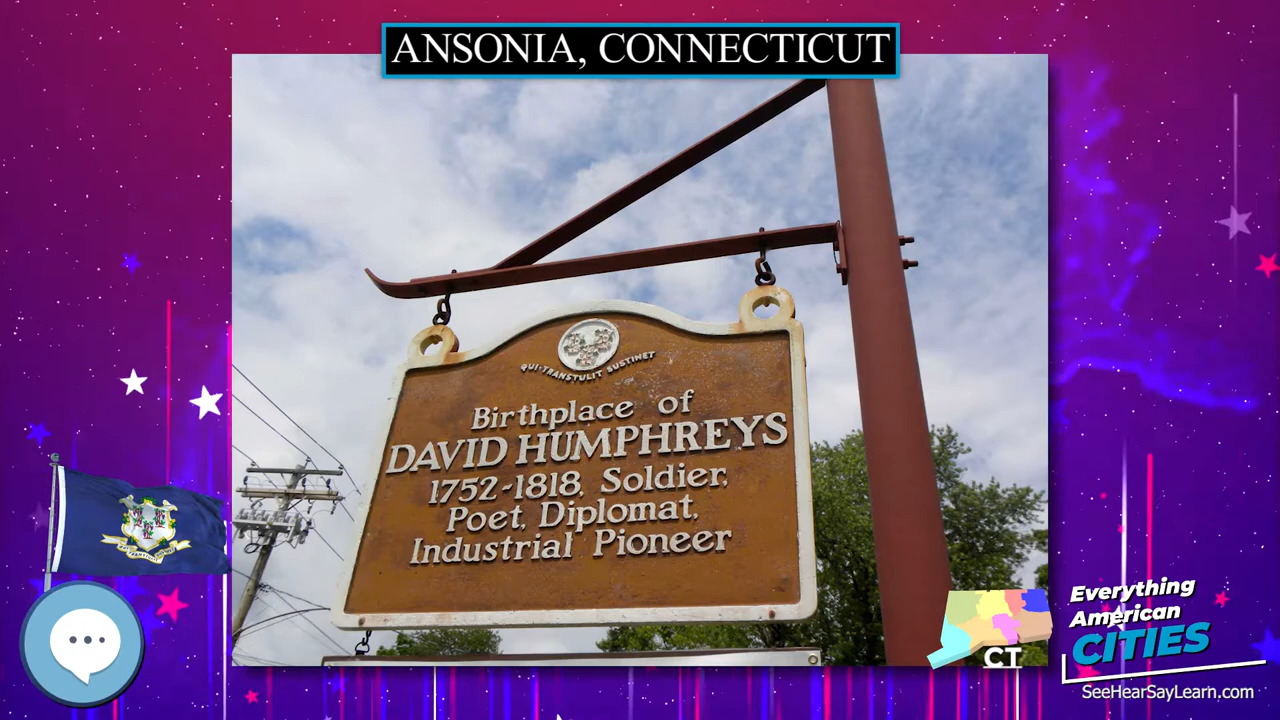 ANSONIA, CONNECTICUT
QUI·TRANSTULIT SUSTINET
Birthplace of
DAVID HUMPHREYS
1752-1818, Soldier,
Poet, Diplomat,
Industrial Pioneer
CT
Everything
American
CITIES
SeeHearSayLearn.com